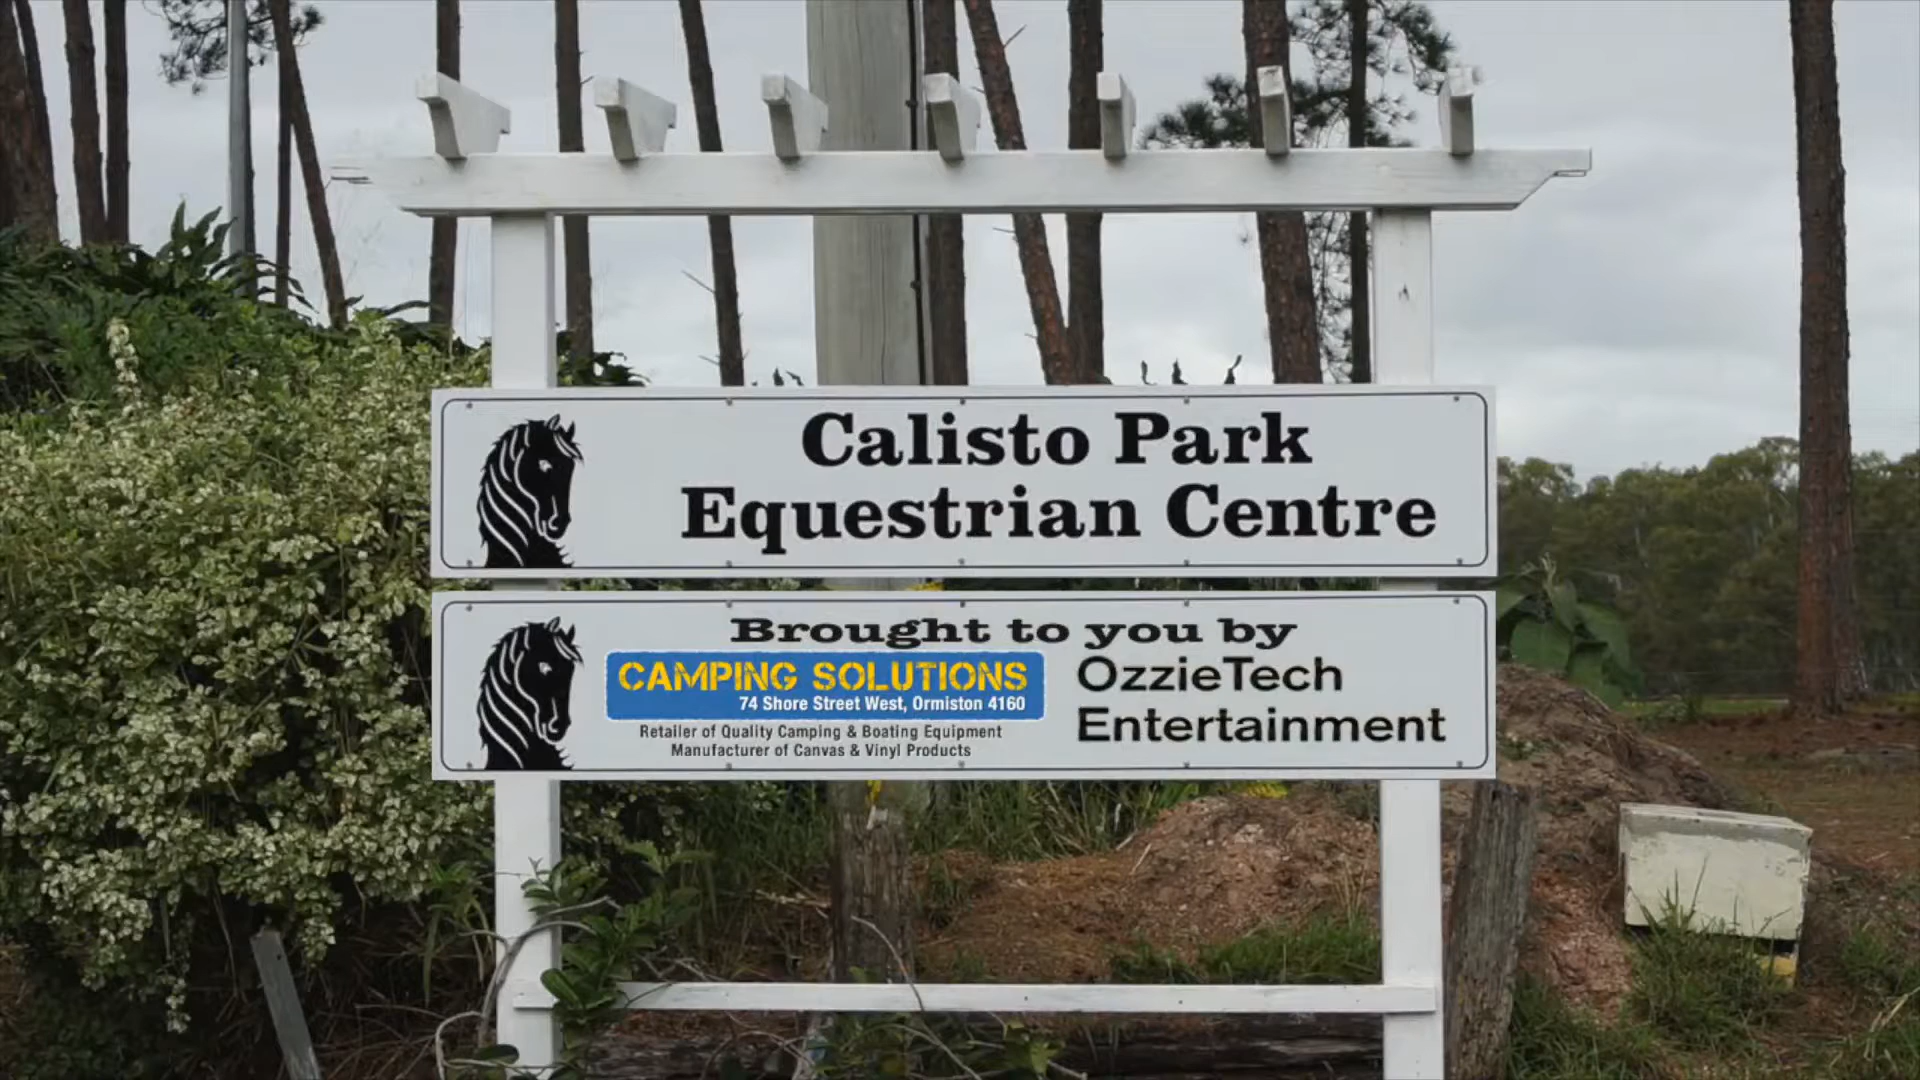 Calisto Park
Equestrian Centre
Brought to you by
CAMPING SOLUTIONS
74 Shore Street West, Ormiston 4160
Retailer of Quality Camping & Boating Equipment
Manufacturer of Canvas & Vinyl Products
OzzieTech
Entertainment